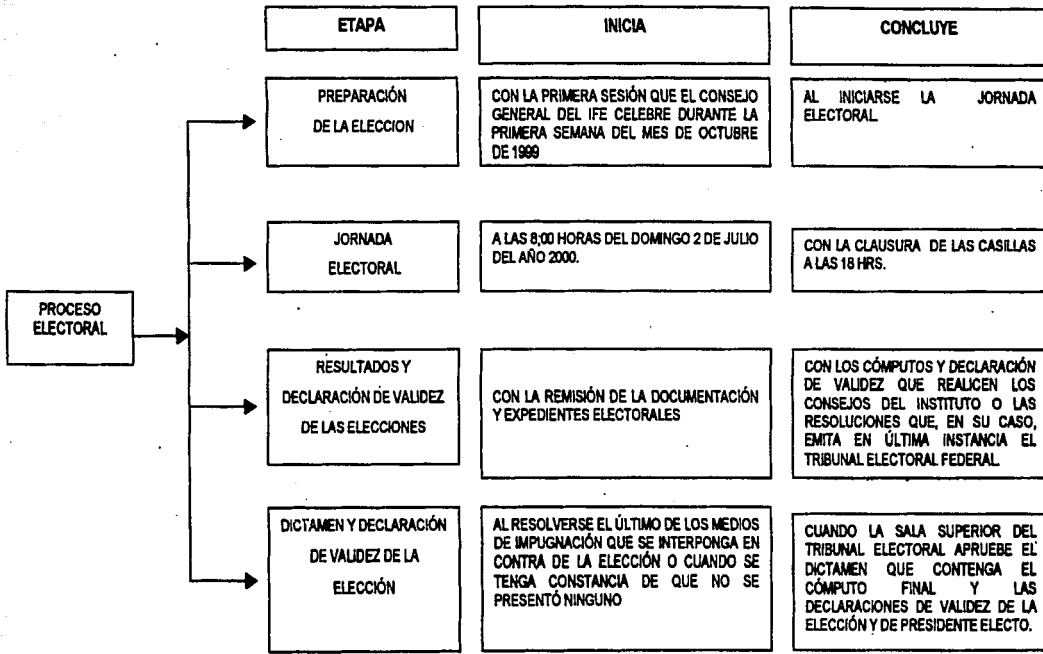 ETAPA
INICIA
CONCLUYE
PREPARACIÓN
DE LA ELECCION
CON LA PRIMERA SESIÓN QUE EL CONSEJO
GENERAL DEL IFE CELEBRE DURANTE LA
PRIMERA SEMANA DEL MES DE OCTUBRE
DE 1999
AL INICIARSE LA JORNADA
ELECTORAL
JORNADA
ELECTORAL
A LAS 8;00 HORAS DEL DOMINGO 2 DE JULIO
DEL AÑO 2000.
CON LA CLAUSURA DE LAS CASILLAS
A LAS 18 HRS.
PROCESO
ELECTORAL
RESULTADOS Y
DECLARACIÓN DE VALIDEZ
DE LAS ELECCIONES
CON LA REMISIÓN DE LA DOCUMENTACIÓN
Y EXPEDIENTES ELECTORALES
CON LOS CÓMPUTOS Y DECLARACIÓN
DE VALIDEZ QUE REALICEN LOS
CONSEJOS DEL INSTITUTO O LAS
RESOLUCIONES QUE, EN SU CASO,
EMITA EN ÚLTIMA INSTANCIA EL
TRIBUNAL ELECTORAL FEDERAL
DICTAMEN Y DECLARACIÓN
DE VALIDEZ DE LA
ELECCIÓN
AL RESOLVERSE EL ÚLTIMO DE LOS MEDIOS
DE IMPUGNACIÓN QUE SE INTERPONGA EN
CONTRA DE LA ELECCIÓN O CUANDO SE
TENGA CONSTANCIA DE QUE NO SE
PRESENTÓ NINGUNO
CUANDO LA SALA SUPERIOR DEL
TRIBUNAL ELECTORAL APRUEBE EL
DICTAMEN QUE CONTENGA EL
CÓMPUTO FINAL Y LAS
DECLARACIONES DE VALIDEZ DE LA
ELECCIÓN Y DE PRESIDENTE ELECTO.